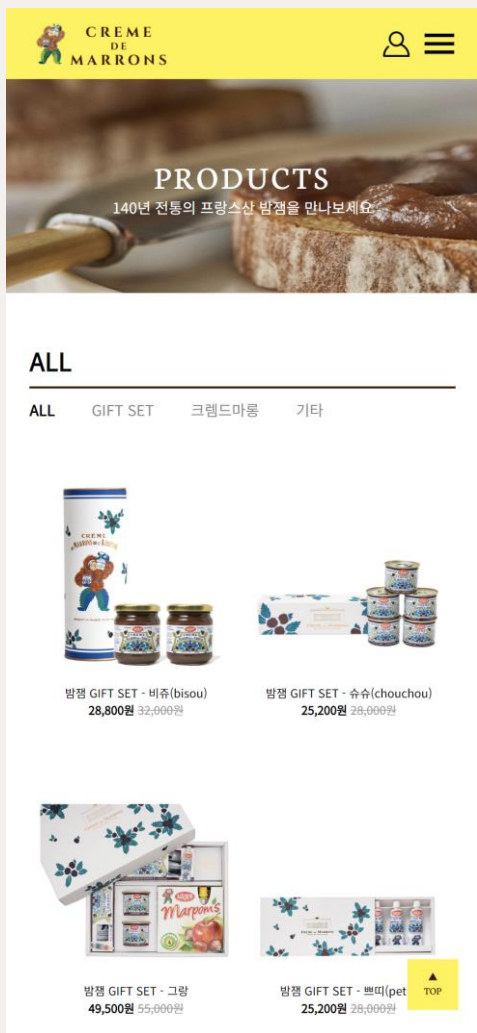 CREME
DE
MARRONS
PRODUCTS
140년 전통의 프랑스산 밤잼을 만나보세요
ALL
ALL GIFT SET 크렘드마롱 기타
CREME
밤잼 GIFT SET - 비쥬(bisou)
28,800원 32,000원
밤잼 GIFT SET - 슈슈(chouchou)
25,200원 28,000원
Marpom's
밤잼 GIFT SET - 그랑
49,500원 55,000원
밤잼 GIFT SET - 쁘띠(pet
25,200원 28,000원
TOP